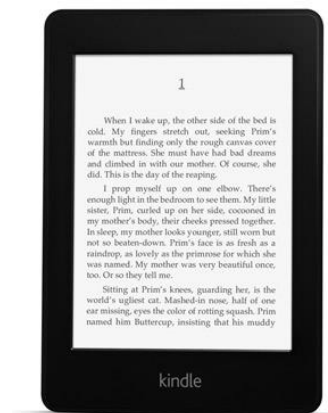 1
When I wake up, the other side of the bed is
cold. My fingers stretch out, seeking Prim's
warmth but finding only the rough canvas cover
of the mattress. She must have had bad dreams
and climbed in with our mother. Of course, she
did. This is the day of the reaping.
I prop myself up on one elbow. There's
enough light in the bedroom to see them. My little
sister, Prim, curled up on her side, cocooned in
my mother's body, their cheeks pressed together.
In sleep, my mother looks younger, still worn but
not so beaten-down. Prim's face is as fresh as a
raindrop, as lovely as the primrose for which she
was named. My mother was very beautiful once,
too. Or so they tell me.
Sitting at Prim's knees, guarding her, is the
world's ugliest cat. Mashed-in nose, half of one
ear missing, eyes the color of rotting squash. Prim
named him Buttercup, insisting that his muddy
kindle